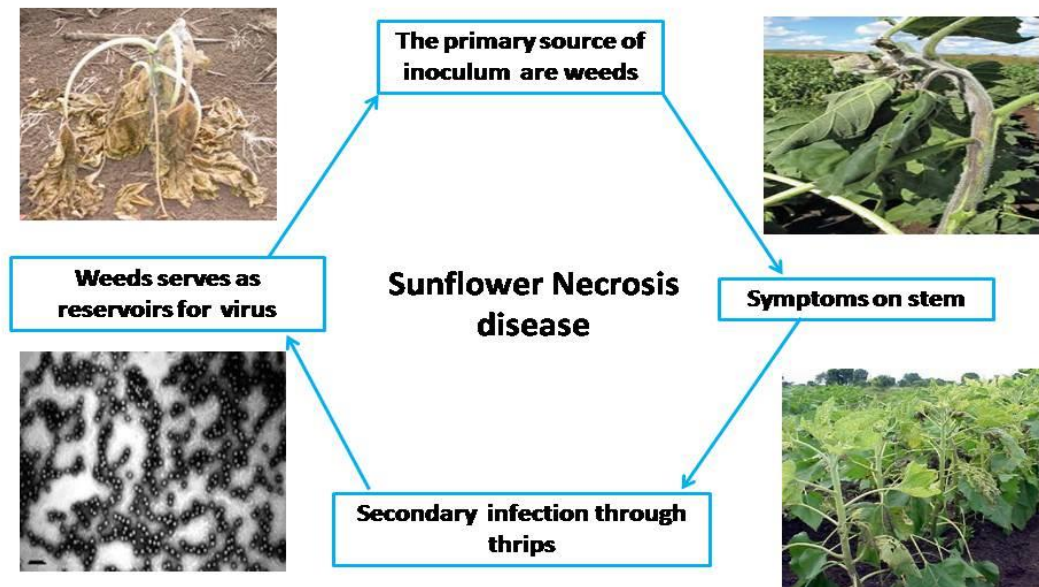 The primary source of
inoculum are weeds
Weeds serves as
reservoirs for virus
Sunflower Necrosis
disease
Symptoms on stem
Secondary infection through
thrips